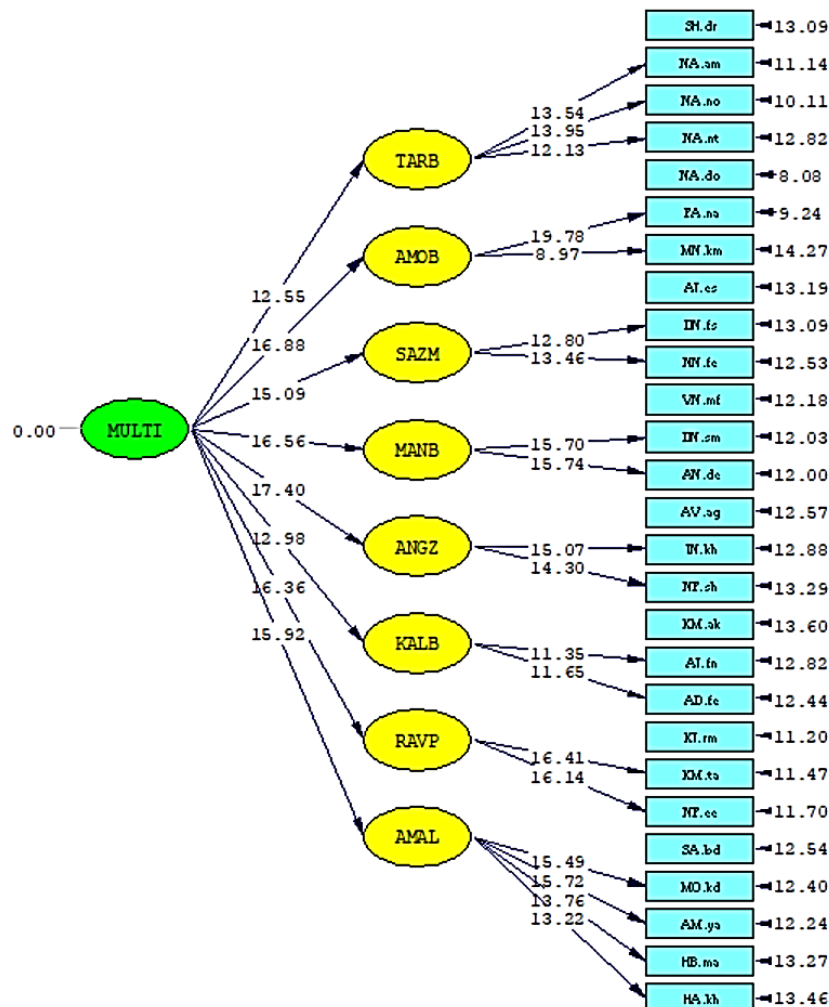 SH.dr 13.09
NA.am 11.14
NA.no 10.11
NA.nt 12.82
NA.do 8.08
FA.na 9.24
MN.km 14.27
AI.es 13.19
IN.fs 13.09
NN.fe 12.53
VN.mf 12.18
IN.sm 12.03
AN.de 12.00
AV.ag 12.57
IN.kh 12.88
NF.sh 13.29
KM.ak 13.60
AI.fn 12.82
AD.fe 12.44
KI.rm 11.20
KM.ta 11.47
NF.ee 11.70
SA.bd 12.54
MO.kd 12.40
AM.ya 12.24
HB.ma 13.27
HA.kh 13.46
13.54
13.95
12.13
TARB
19.78
8.97
AMOB
12.80
13.46
SAZM
15.70
15.74
MANB
15.07
14.30
ANGZ
11.35
11.65
KALB
16.41
16.14
RAVP
15.49
15.72
13.76
13.22
AMAL
12.55
16.88
15.09
16.56
17.40
12.98
16.36
15.92
0.00 MULTI